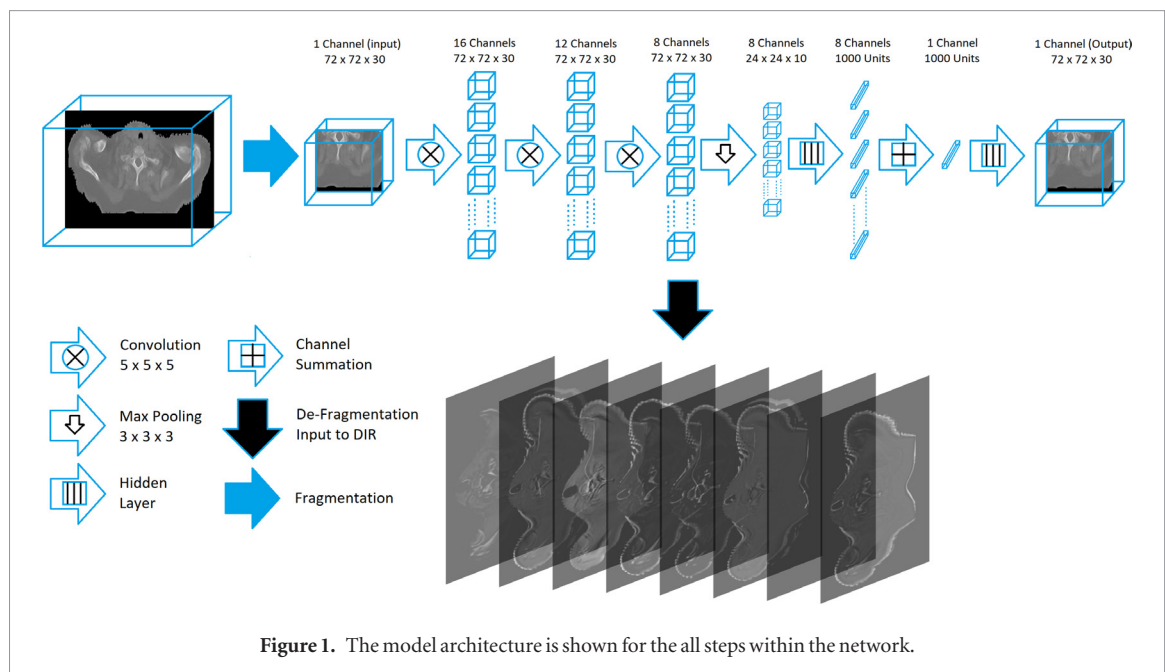 1 Channel (input)
72 x 72 x 30
16 Channels
72 x 72 x 30
12 Channels
72 x 72 x 30
8 Channels
72 x 72 x 30
8 Channels
24 x 24 x 10
8 Channels
1000 Units
1 Channel
1000 Units
1 Channel (Output)
72 x 72 x 30
Convolution
5 x 5 x 5
Channel
Summation
Max Pooling
3 x 3 x 3
De-Fragmentation
Input to DIR
Hidden
Layer
Fragmentation
Figure 1. The model architecture is shown for the all steps within the network.